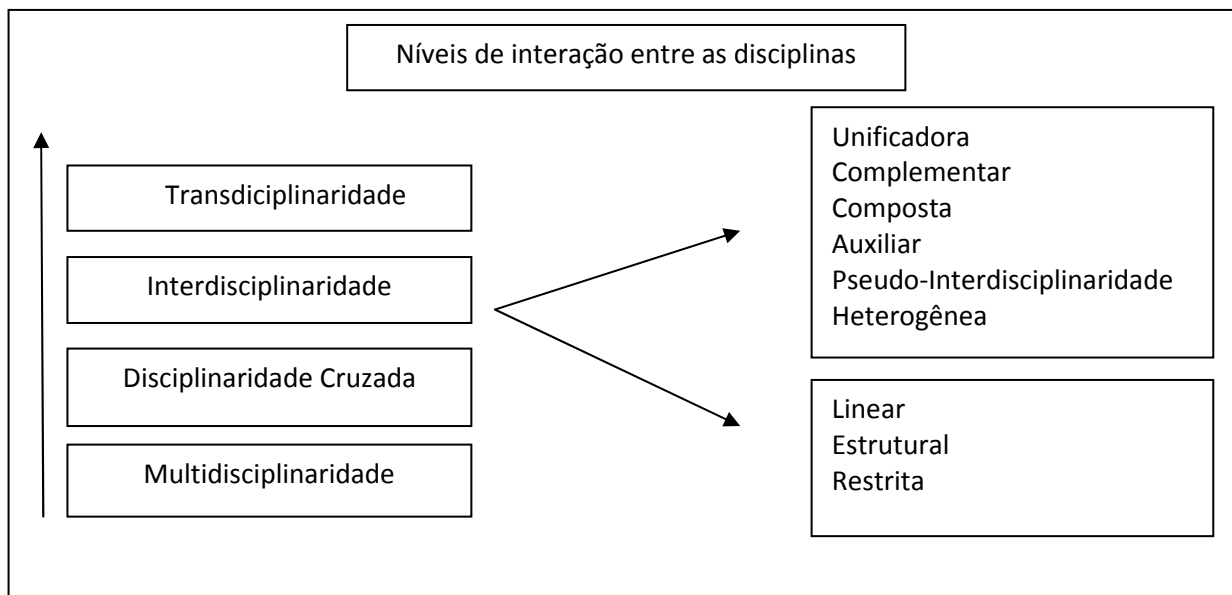 Níveis de interação entre as disciplinas
Transdiciplinaridade
Interdisciplinaridade
Disciplinaridade Cruzada
Multidisciplinaridade
Unificadora
Complementar
Composta
Auxiliar
Pseudo-Interdisciplinaridade
Heterogênea
Linear
Estrutural
Restrita